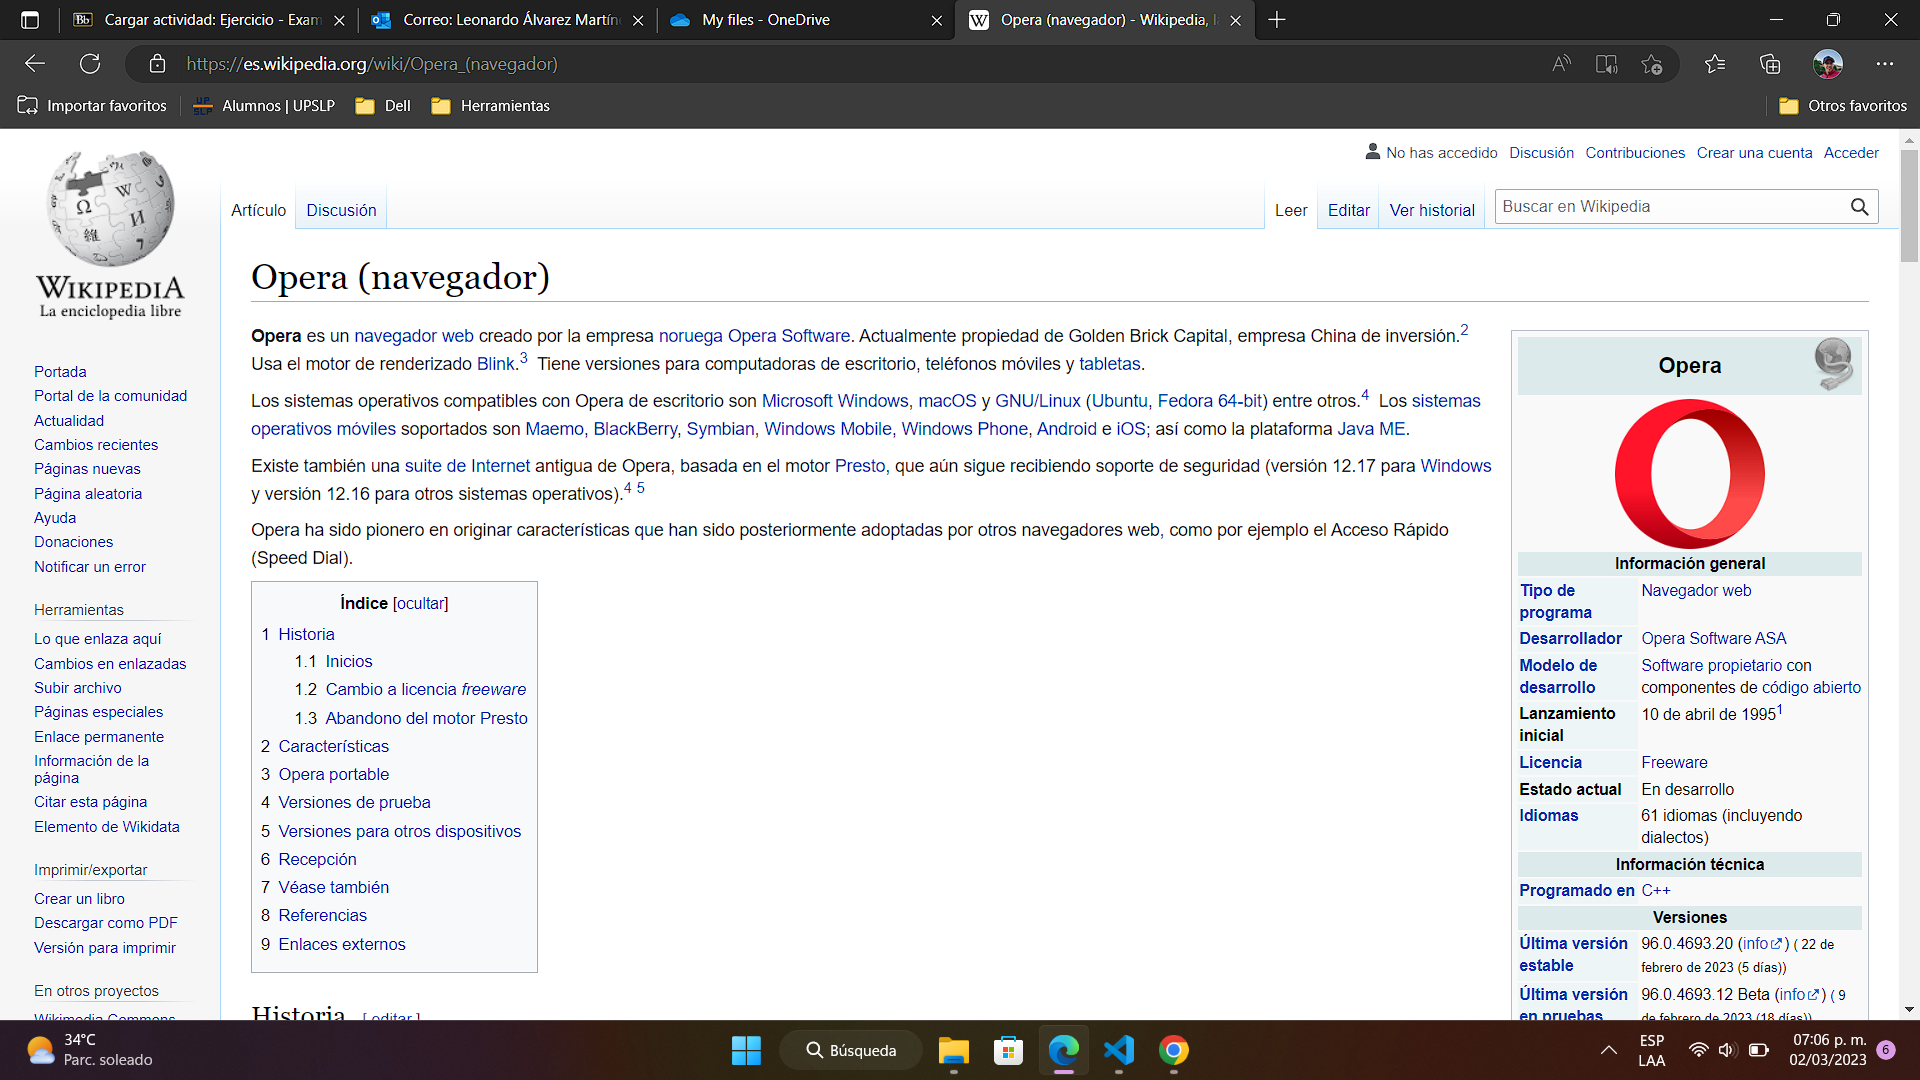 Cargar actividad: Ejercicio - Exam
Correo: Leonardo Álvarez Martín
My files - OneDrive
Opera (navegador) - Wikipedia, l
https://es.wikipedia.org/wiki/Opera_(navegador)
Importar favoritos
Alumnos | UPSLP
Dell
Herramientas
Otros favoritos
No has accedido Discusión Contribuciones Crear una cuenta Acceder
WIKIPEDIA
La enciclopedia libre
Artículo Discusión
Leer Editar Ver historial Buscar en Wikipedia
Portada
Portal de la comunidad
Actualidad
Cambios recientes
Páginas nuevas
Página aleatoria
Ayuda
Donaciones
Notificar un error
Herramientas
Lo que enlaza aquí
Cambios en enlazadas
Subir archivo
Páginas especiales
Enlace permanente
Información de la
página
Citar esta página
Elemento de Wikidata
Imprimir/exportar
Crear un libro
Descargar como PDF
Versión para imprimir
En otros proyectos
Wikimedia Commons
Opera (navegador)
Opera es un navegador web creado por la empresa noruega Opera Software. Actualmente propiedad de Golden Brick Capital, empresa China de inversión.2
Usa el motor de renderizado Blink.3 Tiene versiones para computadoras de escritorio, teléfonos móviles y tabletas.
Los sistemas operativos compatibles con Opera de escritorio son Microsoft Windows, macOS y GNU/Linux (Ubuntu, Fedora 64-bit) entre otros.4 Los sistemas
operativos móviles soportados son Maemo, BlackBerry, Symbian, Windows Mobile, Windows Phone, Android e iOS; así como la plataforma Java ME.
Existe también una suite de Internet antigua de Opera, basada en el motor Presto, que aún sigue recibiendo soporte de seguridad (versión 12.17 para Windows
y versión 12.16 para otros sistemas operativos).4 5
Opera ha sido pionero en originar características que han sido posteriormente adoptadas por otros navegadores web, como por ejemplo el Acceso Rápido
(Speed Dial).
Índice [ocultar]
1 Historia
1.1 Inicios
1.2 Cambio a licencia freeware
1.3 Abandono del motor Presto
2 Características
3 Opera portable
4 Versiones de prueba
5 Versiones para otros dispositivos
6 Recepción
7 Véase también
8 Referencias
9 Enlaces externos
Historia [ editar ]
Opera
Información general
Tipo de Navegador web
programa
Desarrollador Opera Software ASA
Modelo de Software propietario con
desarrollo componentes de código abierto
Lanzamiento 10 de abril de 19951
inicial
Licencia Freeware
Estado actual En desarrollo
Idiomas 61 idiomas (incluyendo
dialectos)
Información técnica
Programado en C++
Versiones
Última versión 96.0.4693.20 (info) ( 22 de
estable febrero de 2023 (5 días))
Última versión 96.0.4693.12 Beta (info) ( 9
en pruebas de febrero de 2023 (18 días))
34°C
Parc. soleado
Búsqueda
ESP
LAA
07:06 p. m.
02/03/2023
6